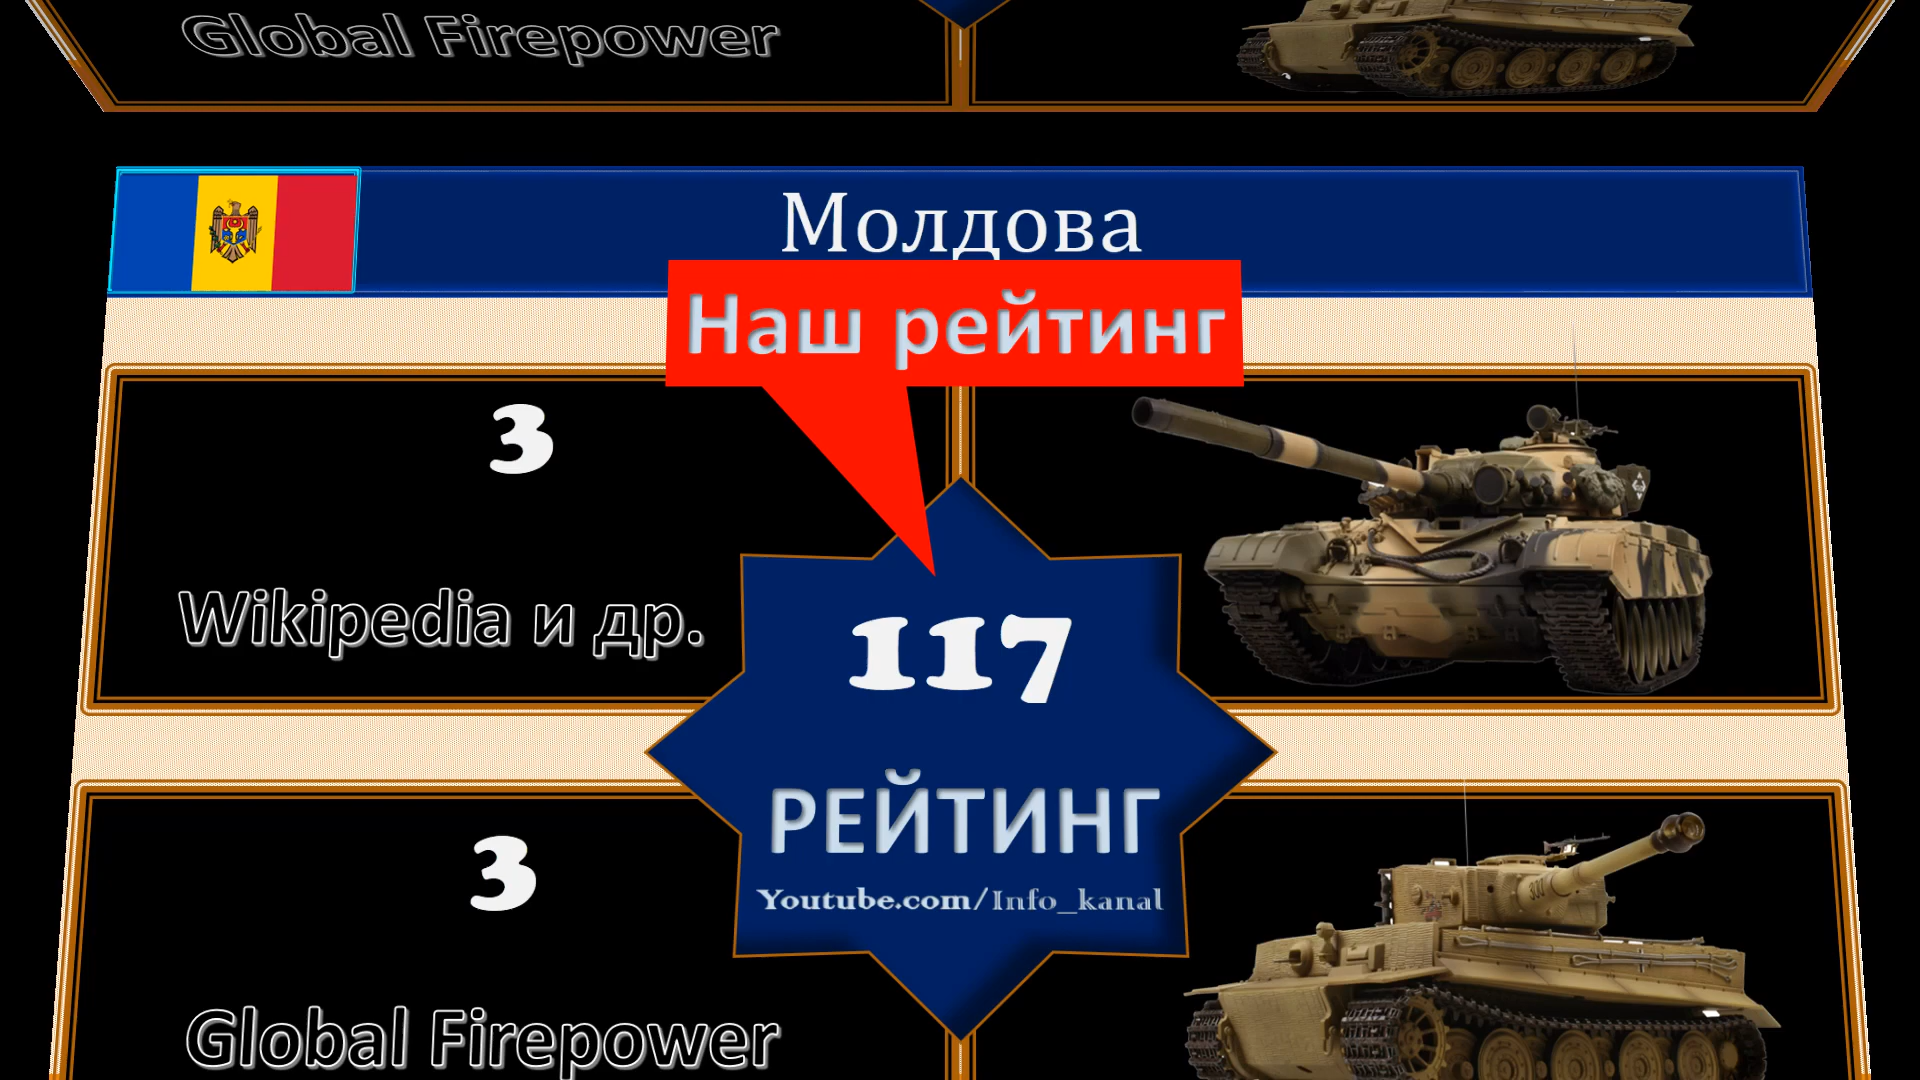 Global Firepower
Молдова
Наш рейтинг
3
Wikipedia и др.
117
РЕЙТИНГ
Youtube.com/Info_kanal
3
Global Firepower